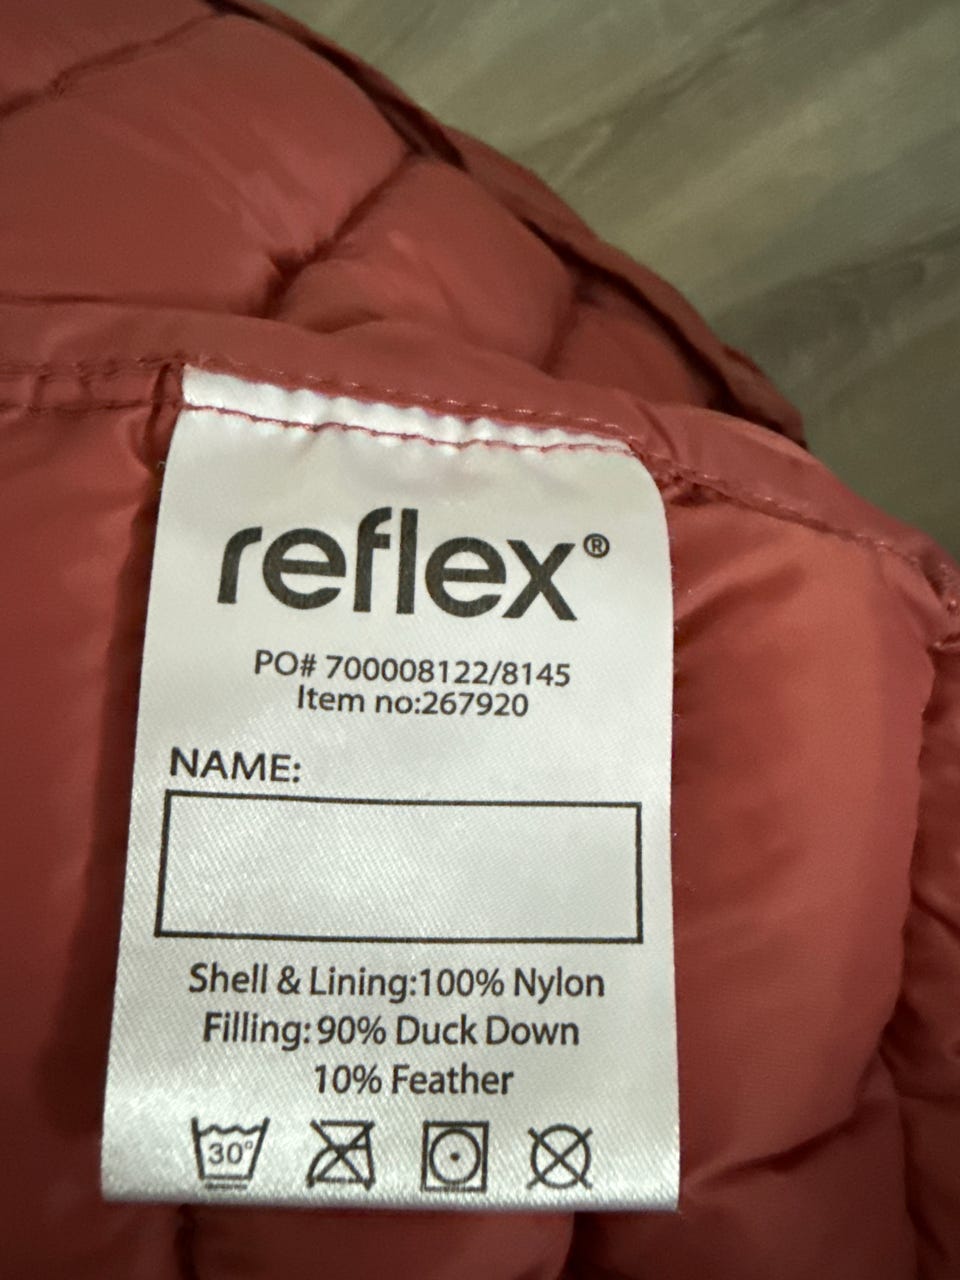 reflex®
PO# 700008122/8145
Item no:267920
NAME:
Shell & Lining:100% Nylon
Filling: 90% Duck Down
10% Feather
30°